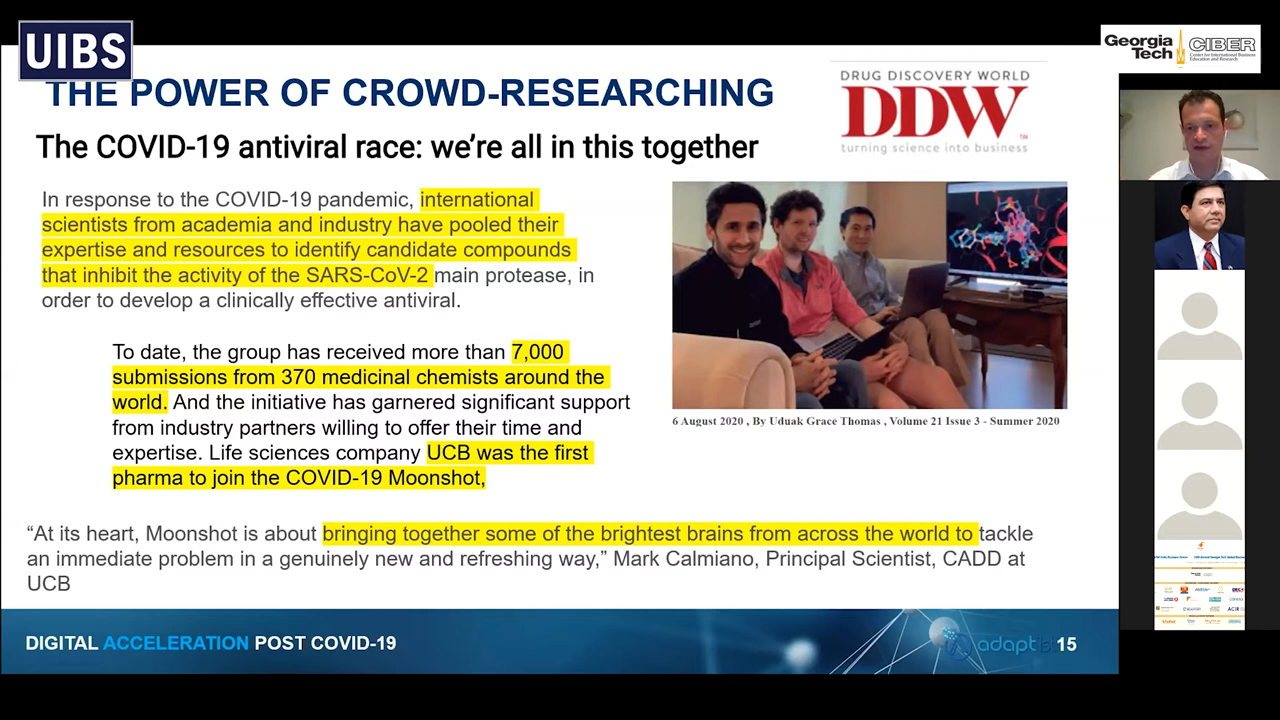 UIBS
Georgia Tech
CIBER
Center for International Business
Education and Research
THE POWER OF CROWD-RESEARCHING
DRUG DISCOVERY WORLD
DDW
TM
turning science into business
The COVID-19 antiviral race: we're all in this together
In response to the COVID-19 pandemic, international
scientists from academia and industry have pooled their
expertise and resources to identify candidate compounds
that inhibit the activity of the SARS-CoV-2 main protease, in
order to develop a clinically effective antiviral.
To date, the group has received more than 7,000
submissions from 370 medicinal chemists around the
world. And the initiative has garnered significant support
from industry partners willing to offer their time and
expertise. Life sciences company UCB was the first
pharma to join the COVID-19 Moonshot,
6 August 2020 , By Uduak Grace Thomas , Volume 21 Issue 3 - Summer 2020
“At its heart, Moonshot is about bringing together some of the brightest brains from across the world to tackle
an immediate problem in a genuinely new and refreshing way,” Mark Calmiano, Principal Scientist, CADD at
UCB
DIGITAL ACCELERATION POST COVID-19
15